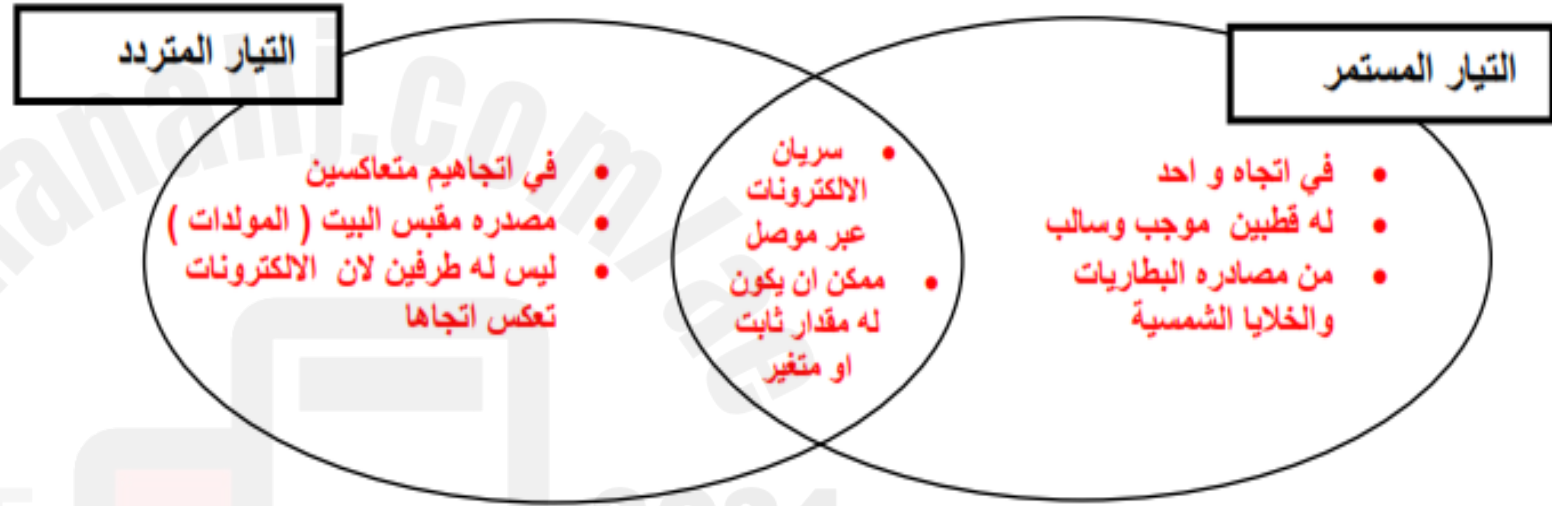 التيار المستمر
التيار المتردد
• في اتجاه و احد
• له قطبين موجب وسالب
• من مصادره البطاريات
والخلايا الشمسية
• سريان
الالكترونات
عبر موصل
• ممكن ان يكون
له مقدار ثابت
او متغير
• في اتجاهيم متعاكسين
• مصدره مقبس البيت ( المولدات )
• ليس له طرفين لان الالكترونات
تعكس اتجاها